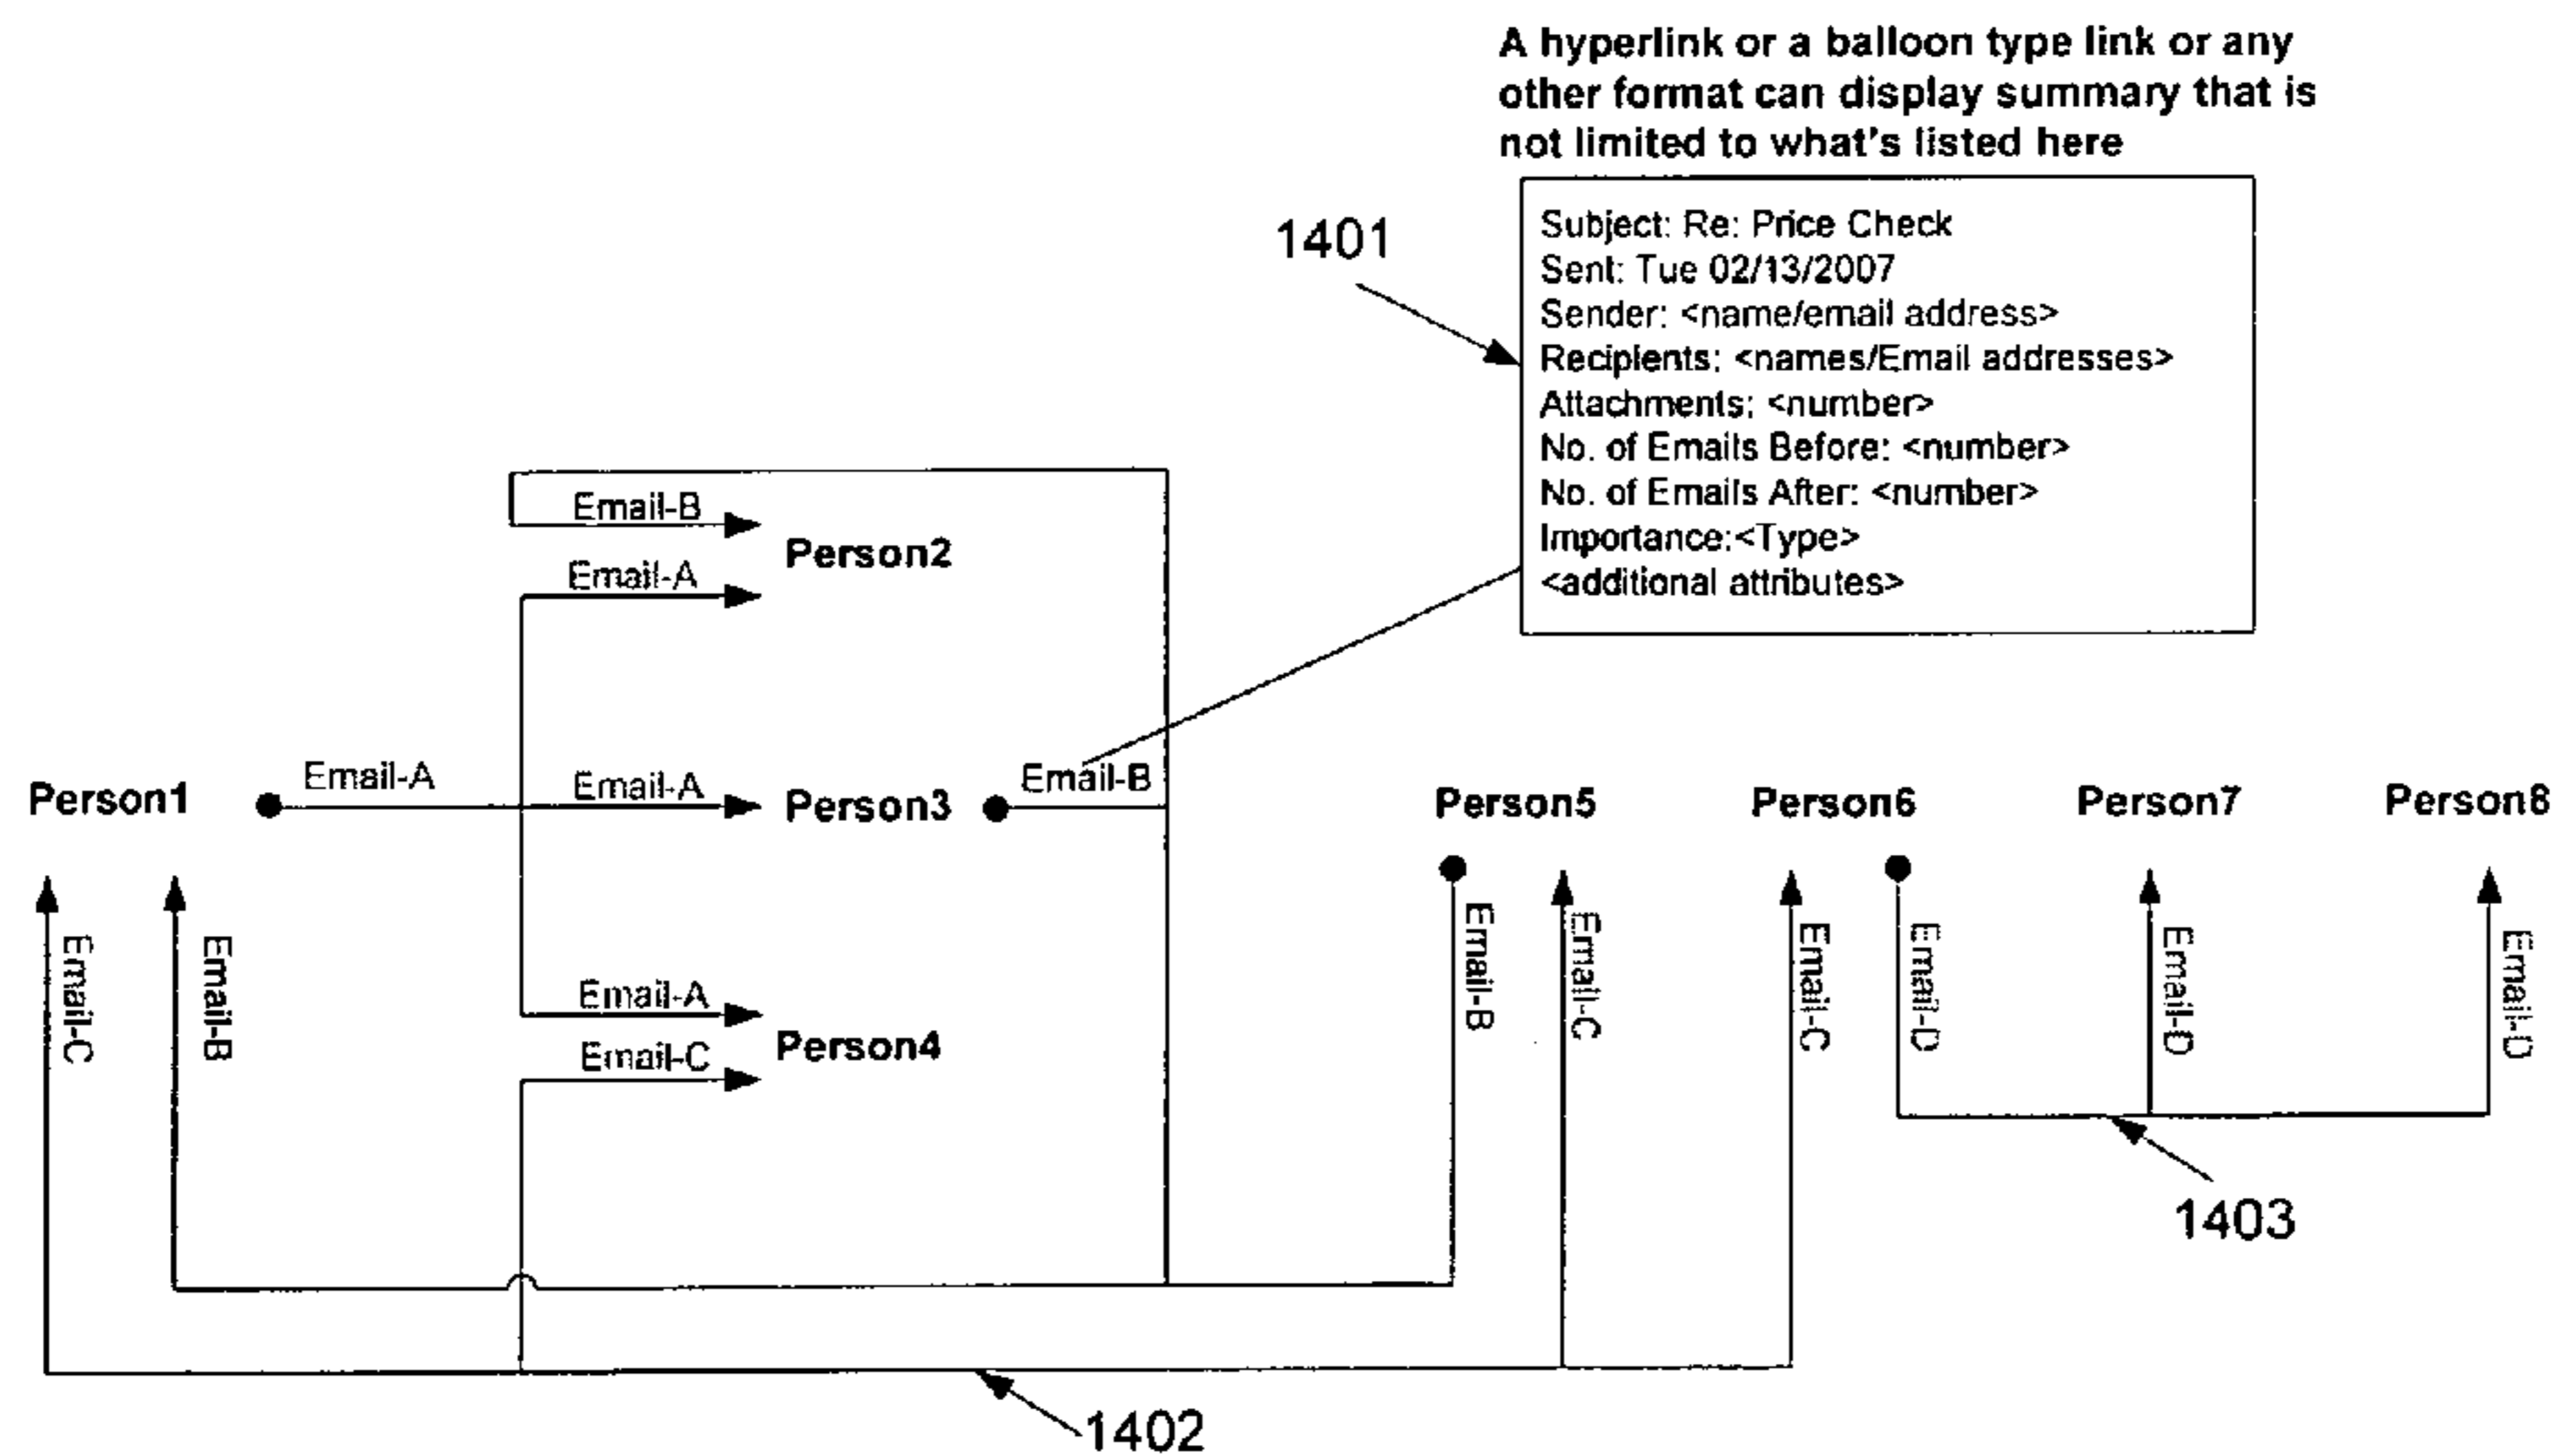 A hyperlink or a balloon type link or any
other format can display summary that is
not limited to what's listed here
1401
Subject: Re: Price Check
Sent: Tue 02/13/2007
Sender: <name/email address>
Recipients: <names/Email addresses>
Attachments: <number>
No. of Emails Before: <number>
No. of Emails After: <number>
Importance:<Type>
<additional attributes>
Email-B
Person2
Email-A
Person1
Email-A
Email-A
Person3
Email-B
Person5
Person6
Person7
Person8
Email-C
Email-B
Email-A
Person4
Email-C
Email-B
Email-C
Email-C
Email-D
Email-D
Email-D
1403
1402